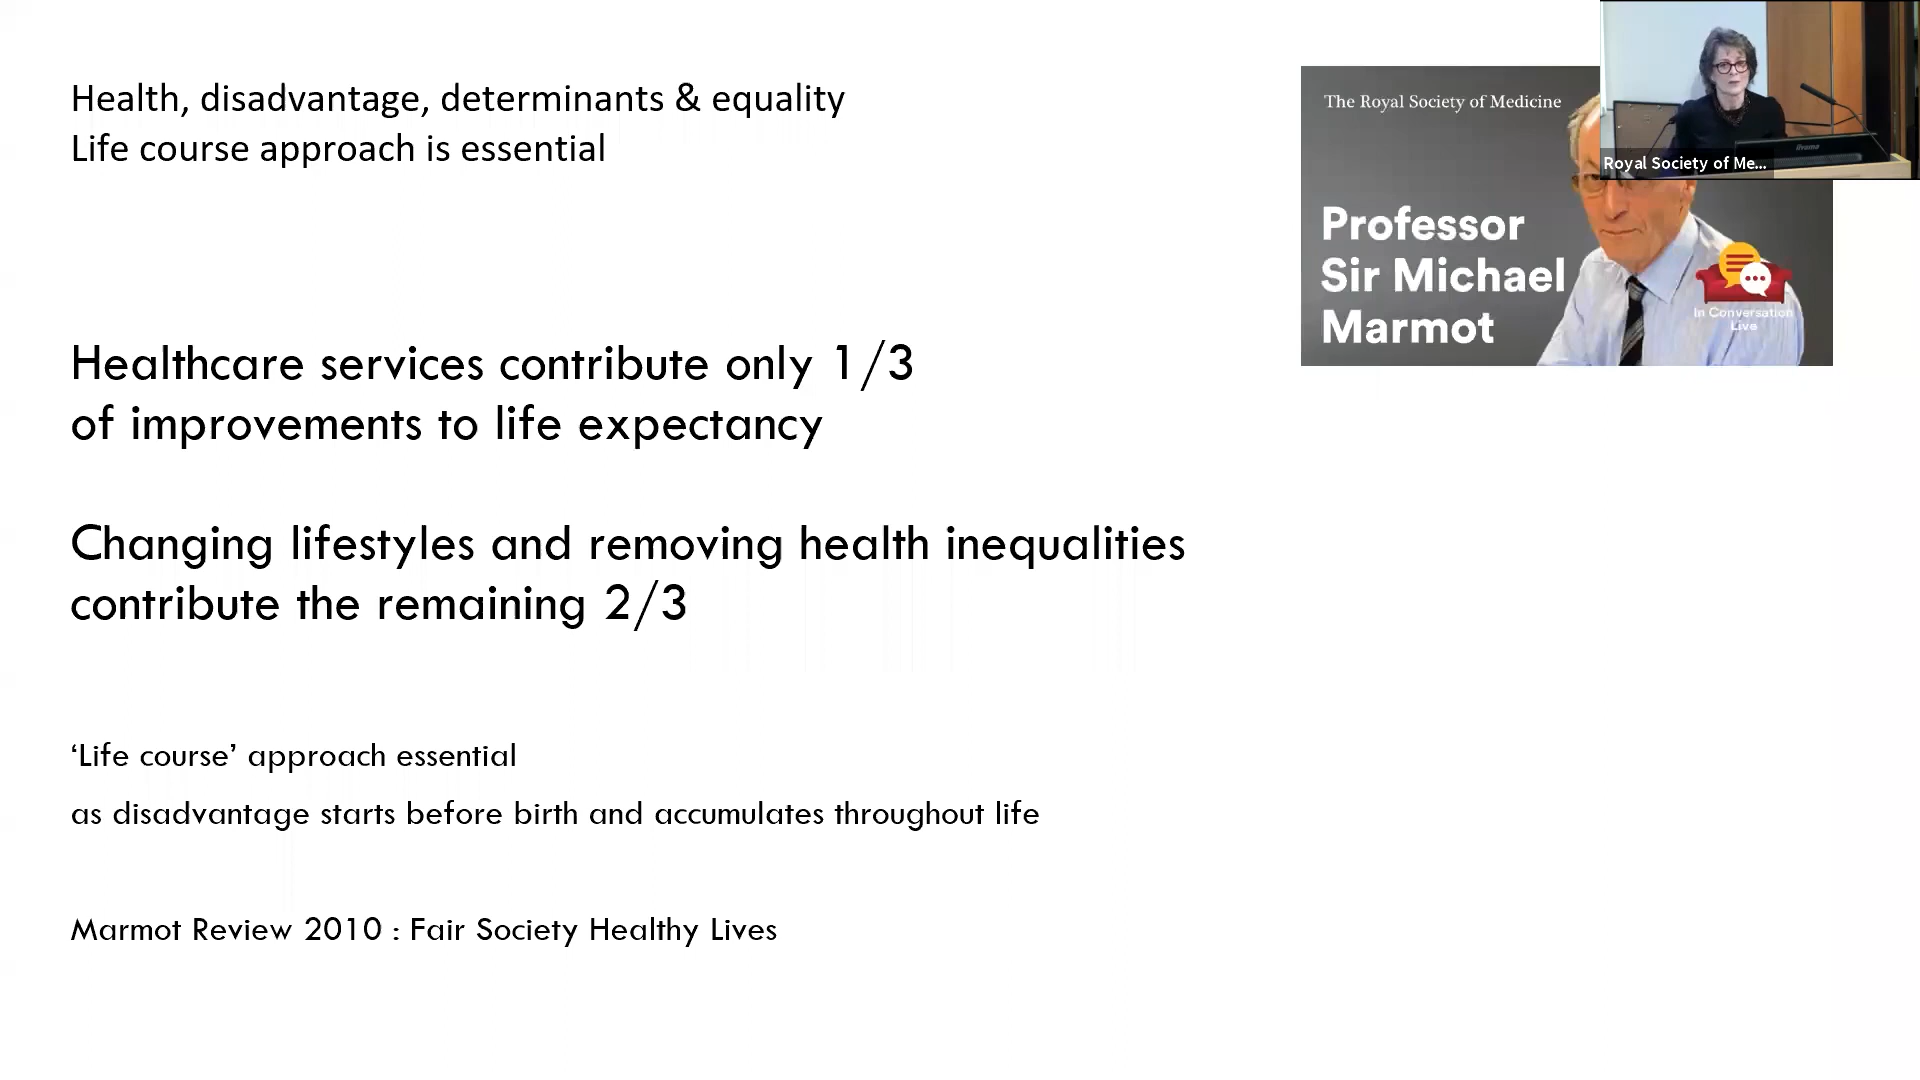 Health, disadvantage, determinants & equality
Life course approach is essential
The Royal Society of Medicine
Professor
Sir Michael
Marmot
In Conversation
Live
Royal Society of Me...
iiyama
Healthcare services contribute only 1/3
of improvements to life expectancy
Changing lifestyles and removing health inequalities
contribute the remaining 2/3
‘Life course’ approach essential
as disadvantage starts before birth and accumulates throughout life
Marmot Review 2010 : Fair Society Healthy Lives